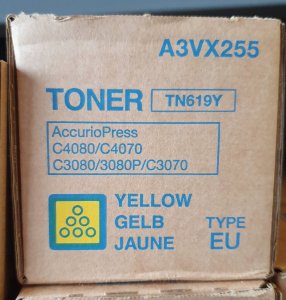 A3VX255
TONER TN619Y
AccurioPress
C4080/C4070
C3080/3080P/C3070
YELLOW
GELB
JAUNE
TYPE
EU